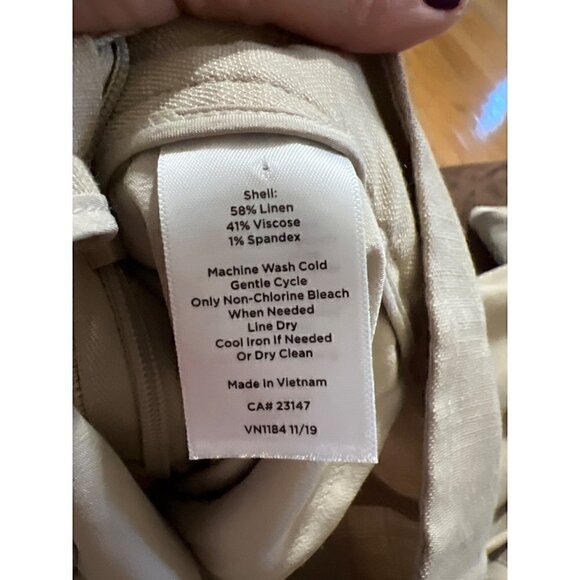 Shell:
58% Linen
41% Viscose
1% Spandex
Machine Wash Cold
Gentle Cycle
Only Non-Chlorine Bleach
When Needed
Line Dry
Cool Iron If Needed
Or Dry Clean
Made In Vietnam
CA# 23147
VN1184 11/19